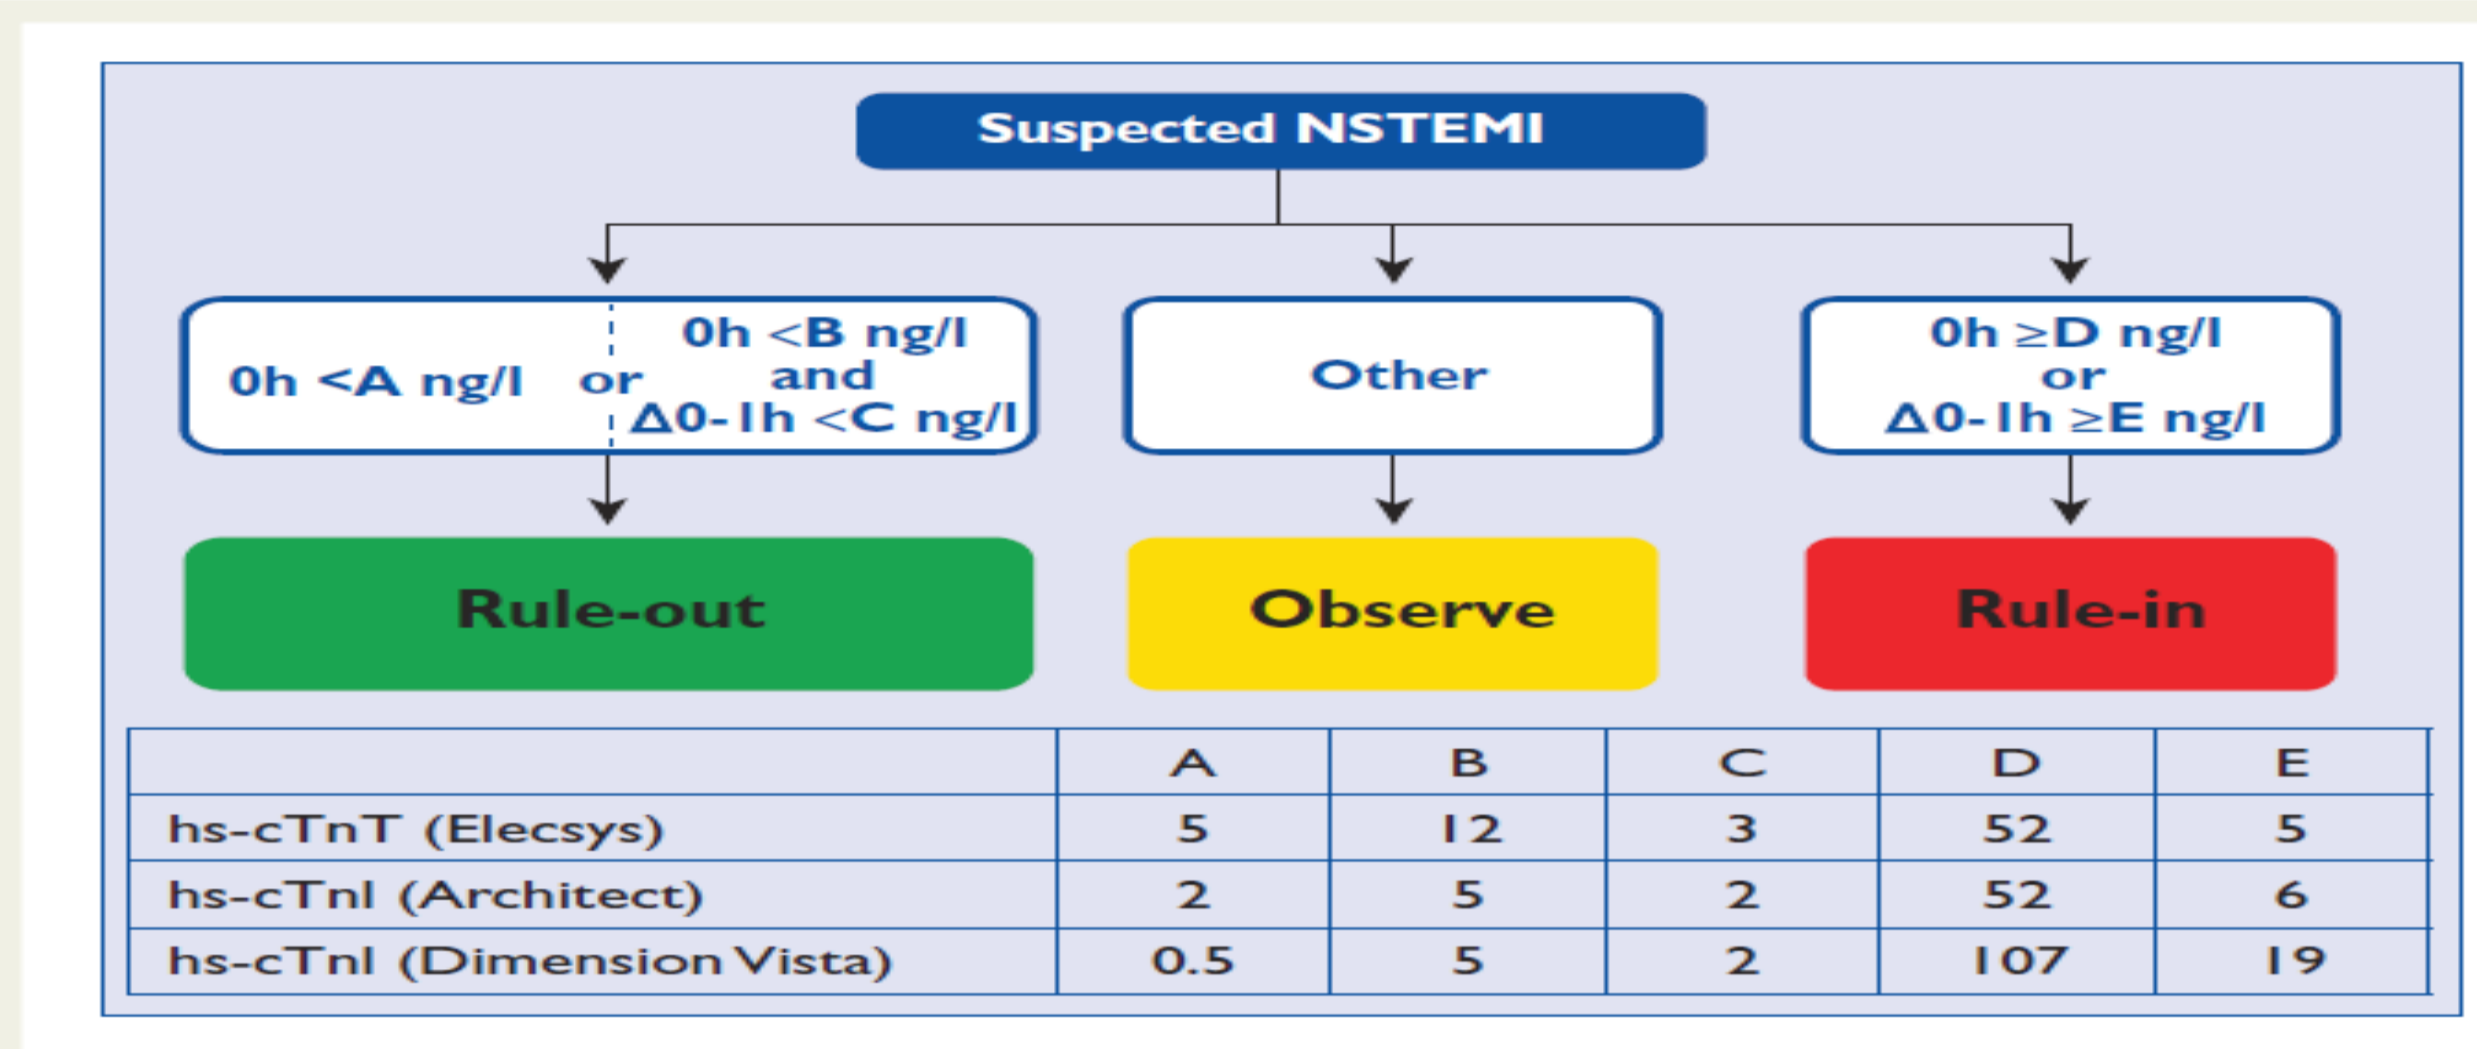 Suspected NSTEMI
0h <A ng/l
or
0h <B ng/l
and
Δ0-1h <C ng/l
Other
0h ≥D ng/l
or
Δ0-1h ≥E ng/l
Rule-out
Observe
Rule-in
A B C D E
hs-cTnT (Elecsys) 5 12 3 52 5
hs-cTnl (Architect) 2 5 2 52 6
hs-cTnl (Dimension Vista) 0.5 5 2 107 19